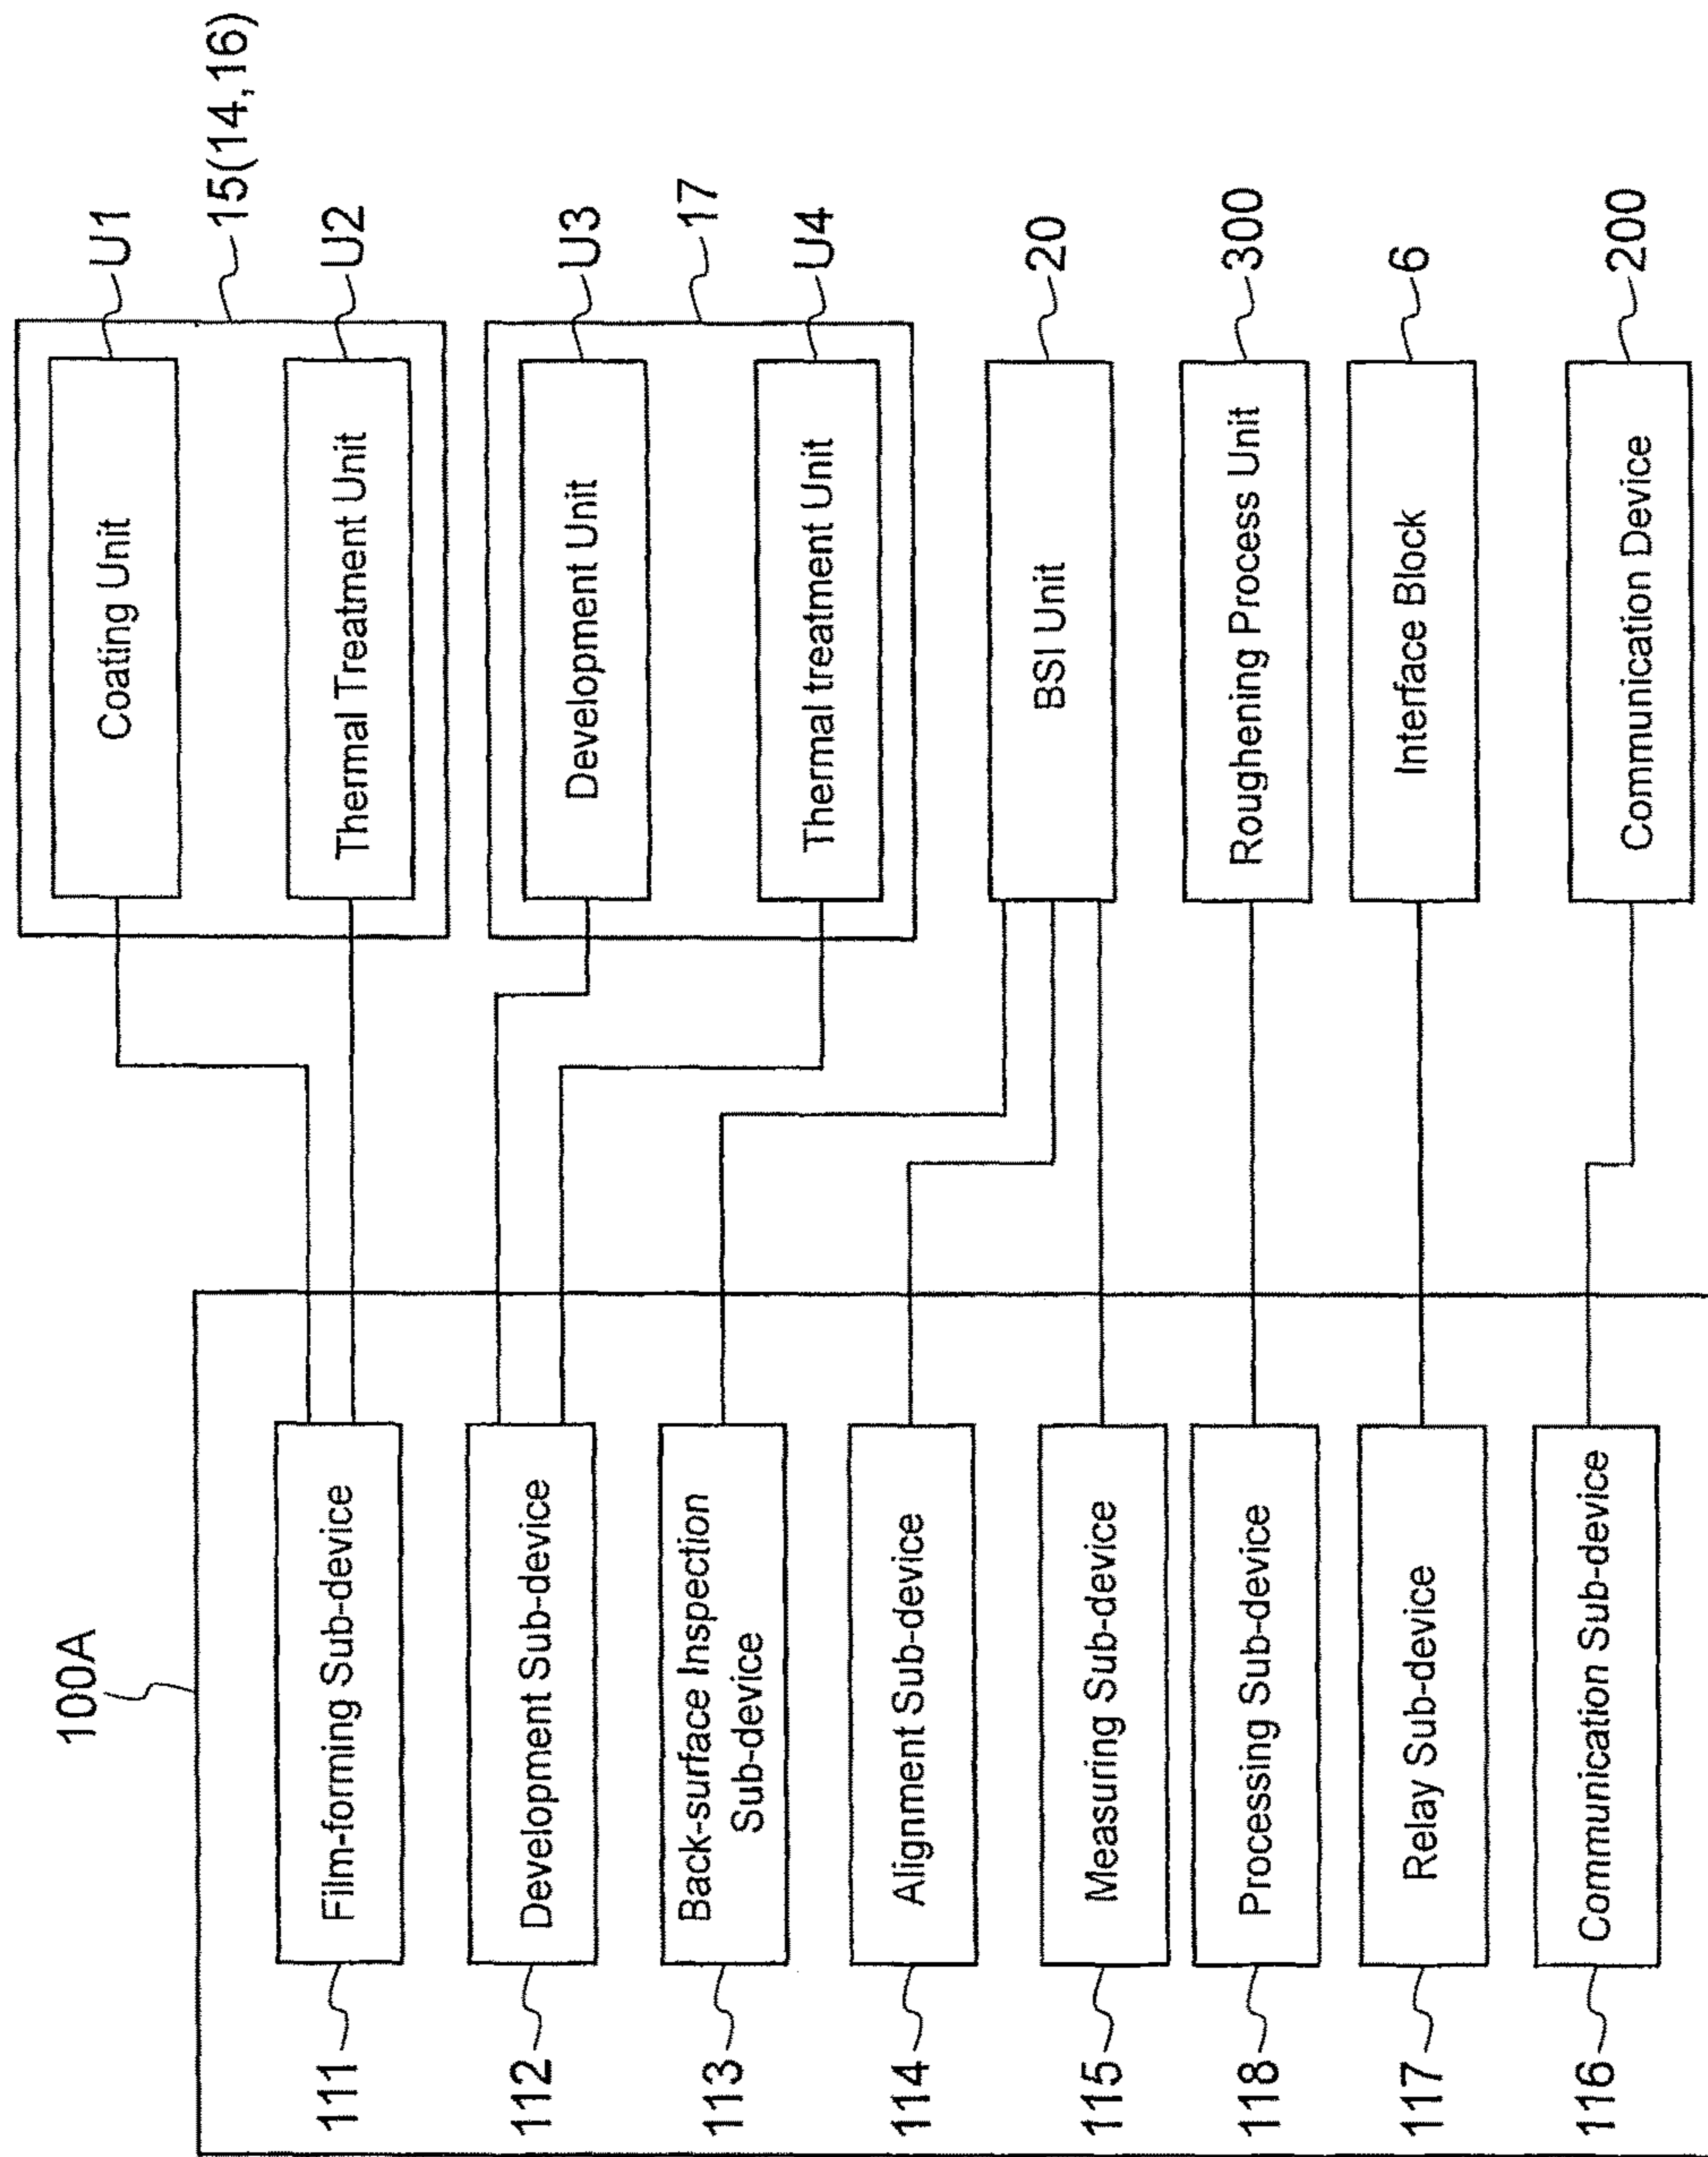 100A
111
Film-forming Sub-device
112
Development Sub-device
113
Back-surface Inspection
Sub-device
114
Alignment Sub-device
115
Measuring Sub-device
118
Processing Sub-device
117
Relay Sub-device
116
Communication Sub-device
Coating Unit
U1
15(14,16)
Thermal Treatment Unit
U2
Development Unit
U3
17
Thermal treatment Unit
U4
BSI Unit
20
Roughening Process Unit
300
Interface Block
6
Communication Device
200